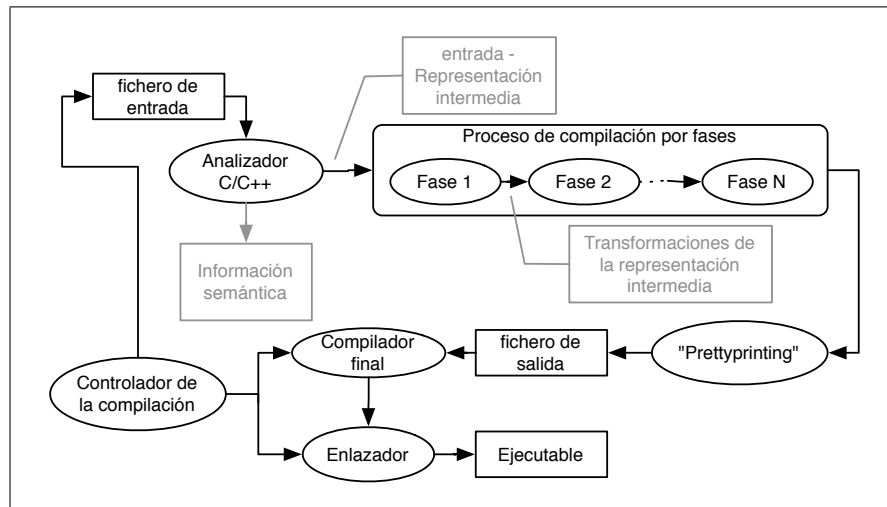 entrada -
Representación
intermedia
fichero de
entrada
Proceso de compilación por fases
Analizador
C/C++
Fase 1
Fase 2
Fase N
Información
semántica
Transformaciones de
la representación
intermedia
Compilador
final
fichero de
salida
"Prettyprinting"
Controlador de
la compilación
Enlazador
Ejecutable